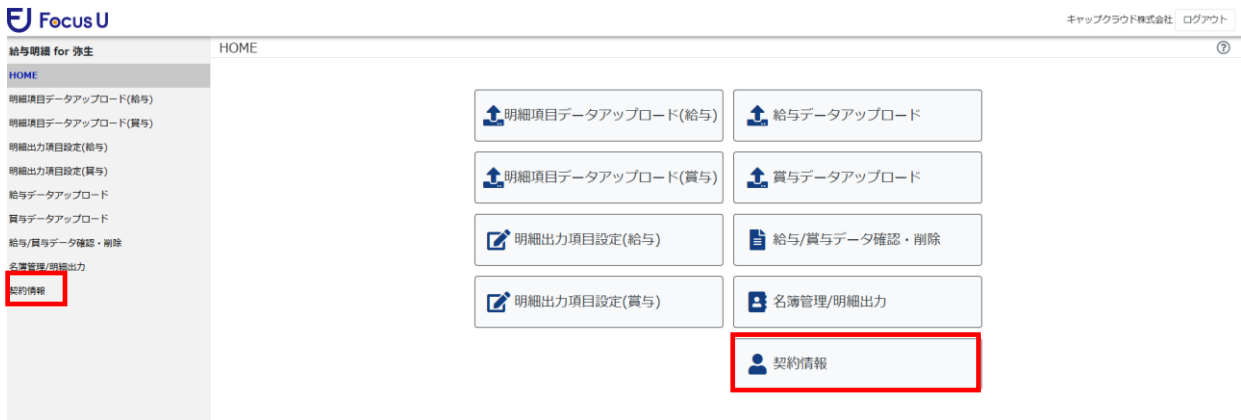 Focus U
キャップクラウド株式会社 ログアウト
給与明細 for 弥生
HOME
明細項目データアップロード(給与)
明細項目データアップロード(賞与)
明細出力項目設定(給与)
明細出力項目設定(賞与)
給与データアップロード
賞与データアップロード
給与/賞与データ確認・削除
名簿管理/明細出力
契約情報
HOME
?
明細項目データアップロード(給与) 給与データアップロード
明細項目データアップロード(賞与) 賞与データアップロード
明細出力項目設定(給与) 給与/賞与データ確認・削除
明細出力項目設定(賞与) 名簿管理/明細出力
契約情報